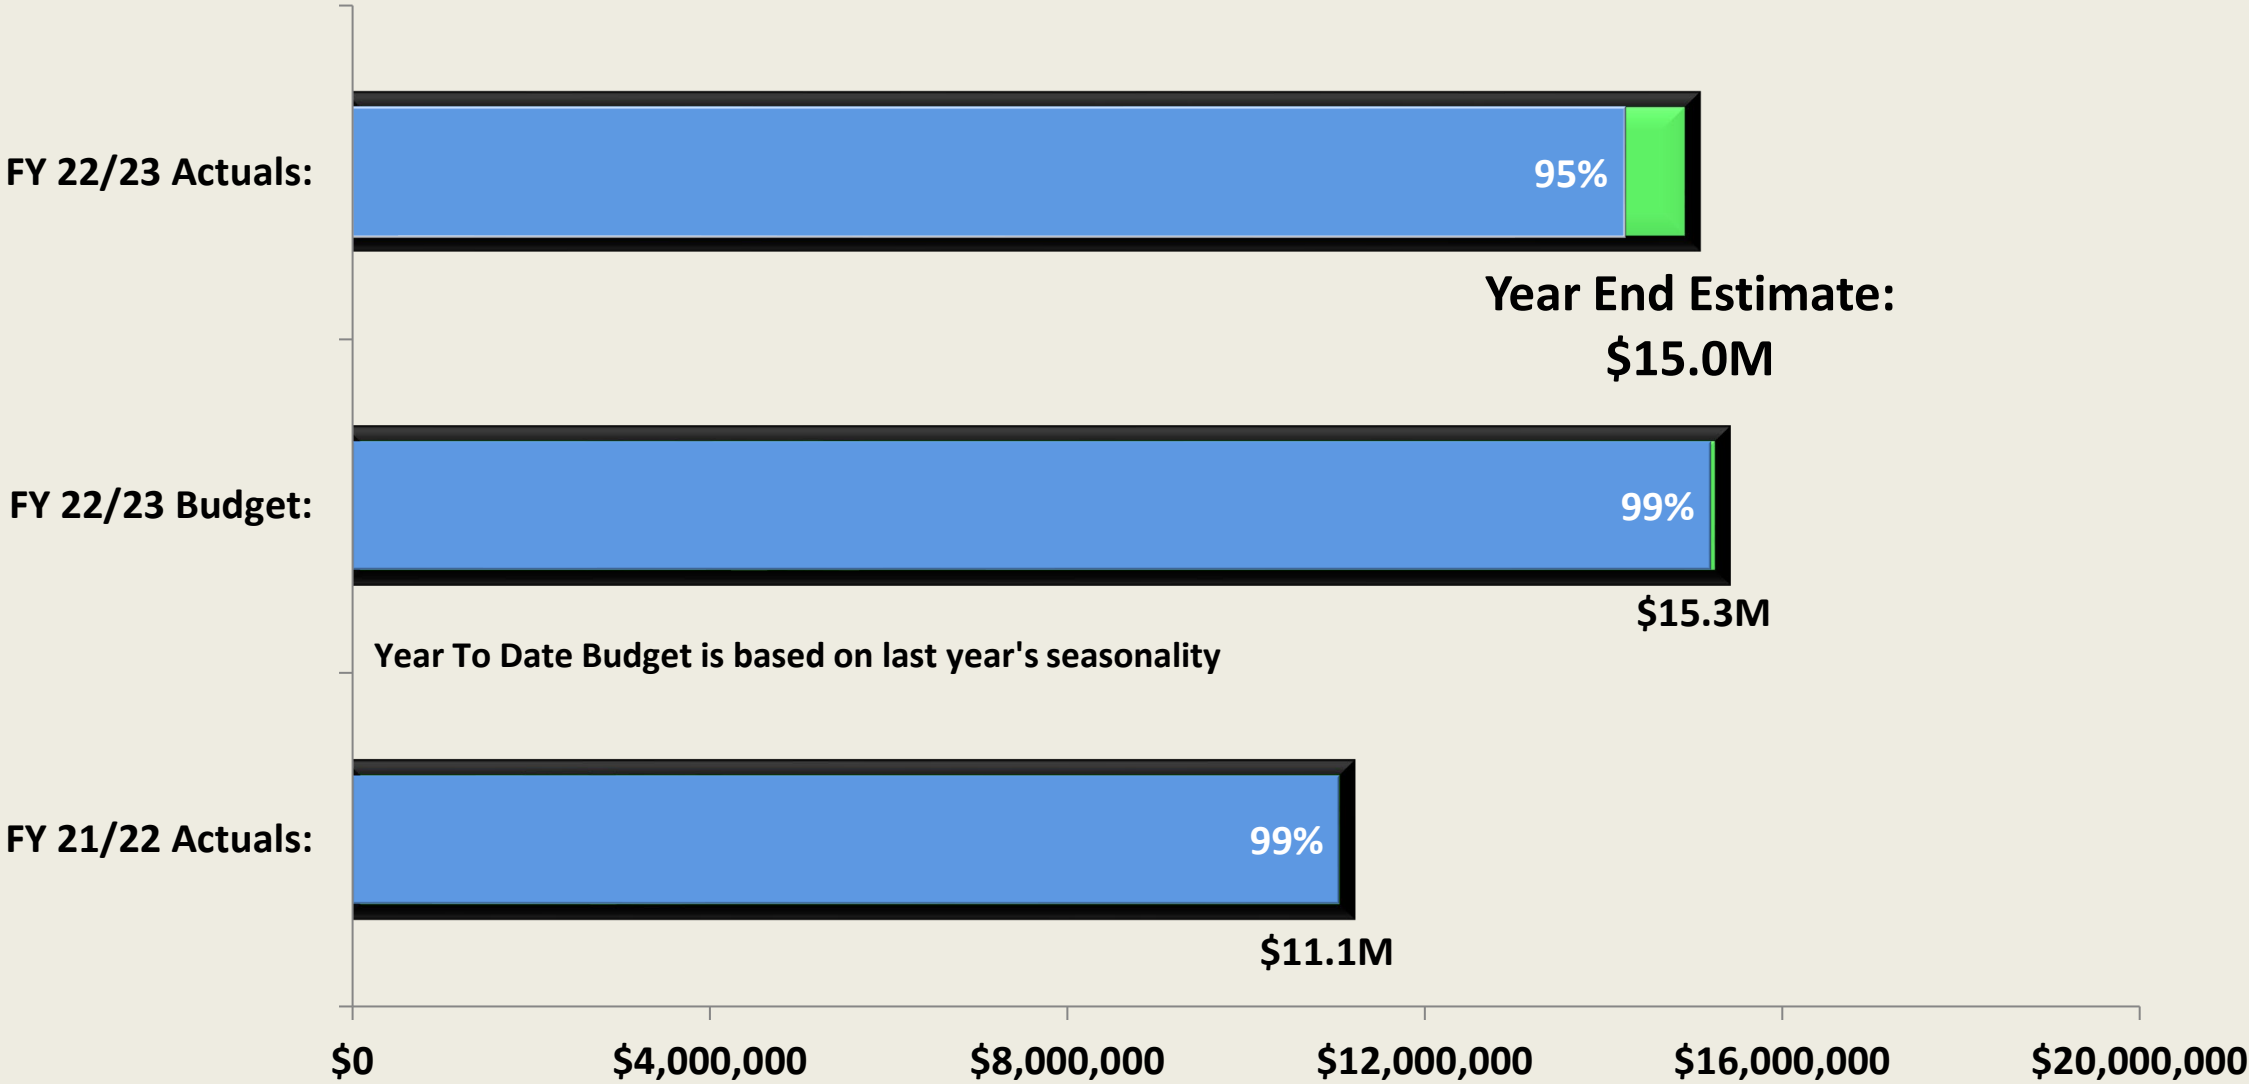 FY 22/23 Actuals:
95%
Year End Estimate:
$15.0M
FY 22/23 Budget:
99%
$15.3M
Year To Date Budget is based on last year's seasonality
FY 21/22 Actuals:
99%
$11.1M
$0 $4,000,000 $8,000,000 $12,000,000 $16,000,000 $20,000,000